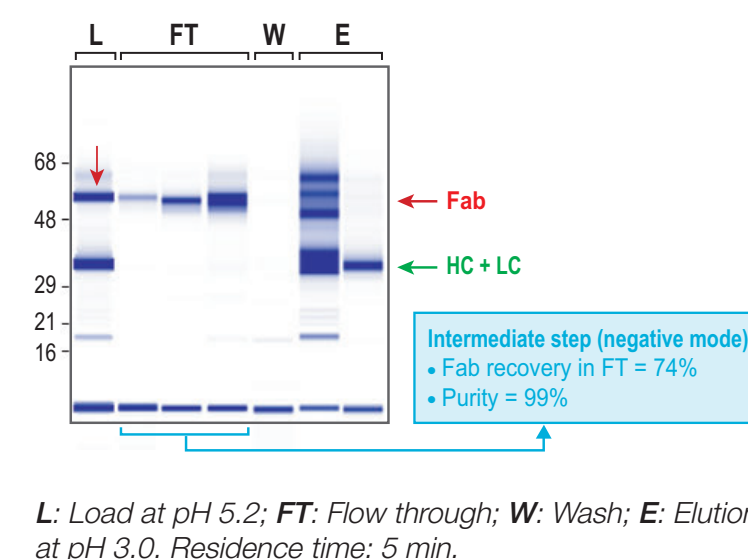 L FT W E
68
48
29
21
16
Fab
HC + LC
Intermediate step (negative mode)
• Fab recovery in FT = 74%
• Purity = 99%
L: Load at pH 5.2; FT: Flow through; W: Wash; E: Elution
at pH 3.0. Residence time: 5 min.